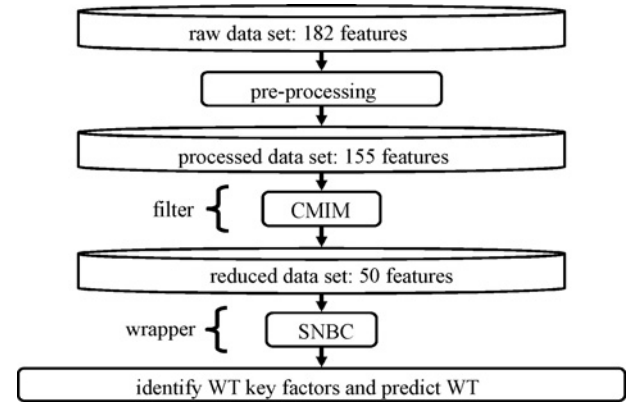 raw data set: 182 features
pre-processing
processed data set: 155 features
filter
CMIM
reduced data set: 50 features
wrapper
SNBC
identify WT key factors and predict WT